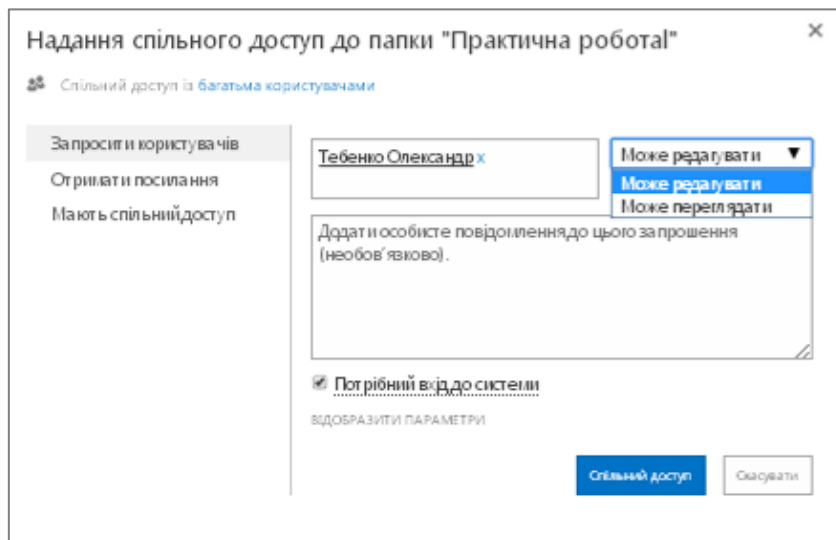 Надання спільного доступ до папки "Практична роботаl"
×
Спільний доступ із багатьма користувачами
Запросити користувачів
Тебенко Олександр x
Може редагувати ▼
Може редагувати
Може переглядати
Отримати посилання
Мають спільний доступ
Додати особисте повідомлення до цього запрошення
(необов'язково).
Потрібний вхід до системи
ВІДОБРАЗИТИ ПАРАМЕТРИ
Спільний доступ
Скасувати